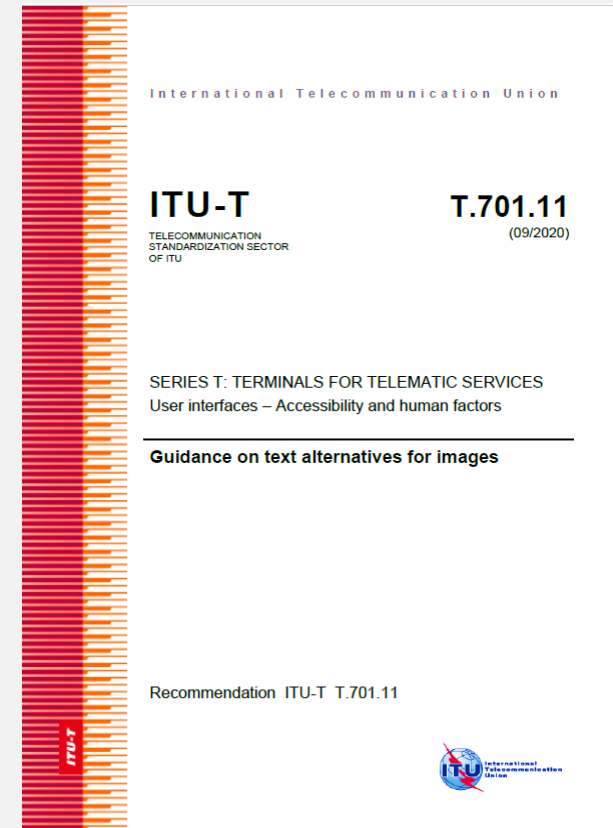 International Telecommunication Union
ITU-T
T.701.11
TELECOMMUNICATION
STANDARDIZATION SECTOR
OF ITU
(09/2020)
SERIES T: TERMINALS FOR TELEMATIC SERVICES
User interfaces – Accessibility and human factors
Guidance on text alternatives for images
Recommendation ITU-T T.701.11
ITU-T
ITU
International
Telecommunication
Union